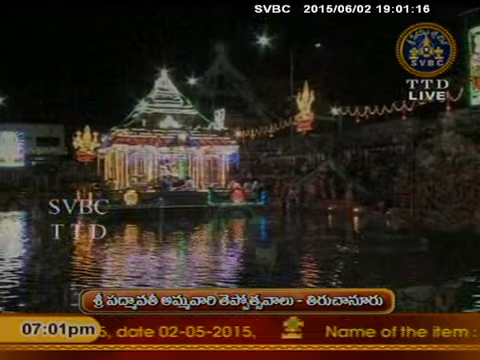 SVBC 2015/06/02 19:01:16
SVBC
TTD
LIVE
SVBC
TTD
శ్రీ పద్మావతీ అమ్మవారి తెప్పోత్సవాలు - తిరుచానూరు
07:01pm 5, date 02-05-2015, Name of the item :